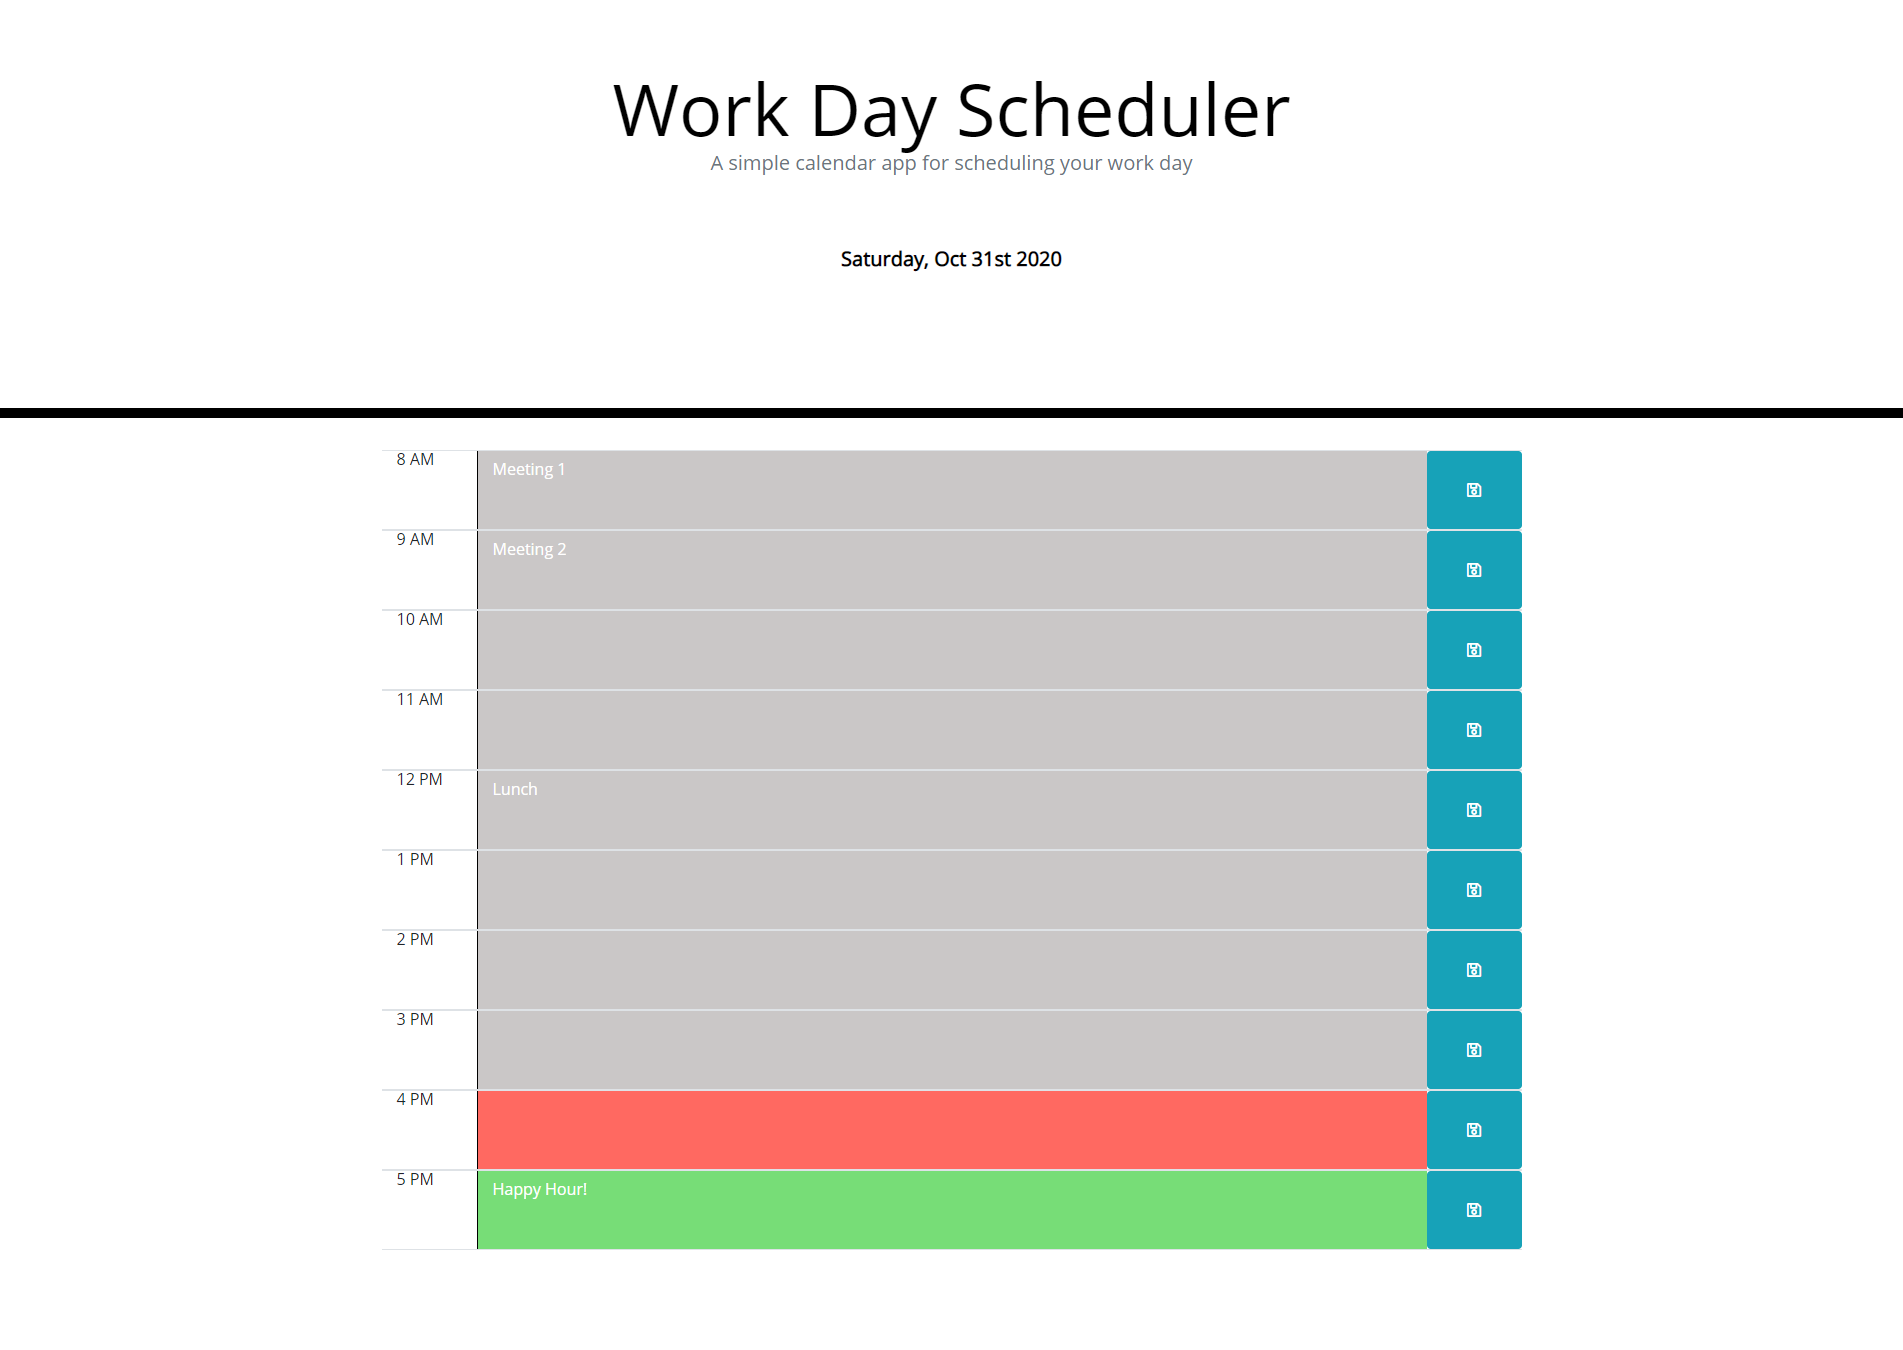 Work Day Scheduler
A simple calendar app for scheduling your work day
Saturday, Oct 31st 2020
8 AM
Meeting 1
9 AM
Meeting 2
10 AM
11 AM
12 PM
Lunch
1 PM
2 PM
3 PM
4 PM
5 PM
Happy Hour!